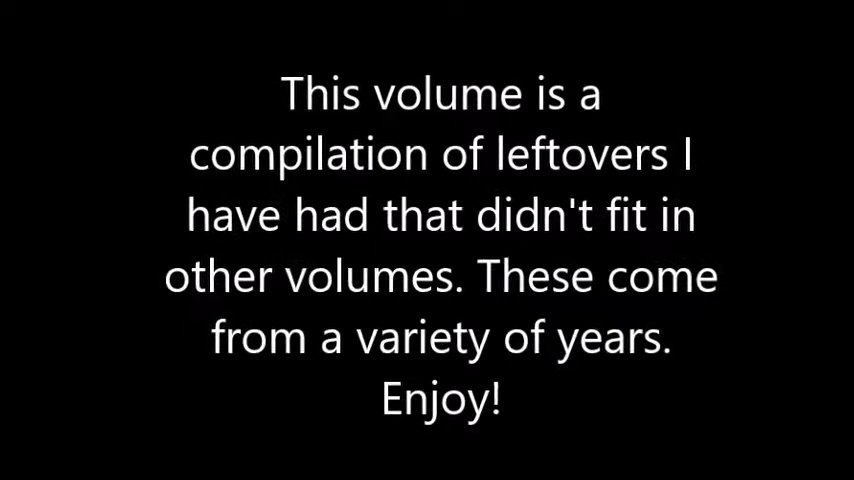 This volume is a
compilation of leftovers I
have had that didn't fit in
other volumes. These come
from a variety of years.
Enjoy!